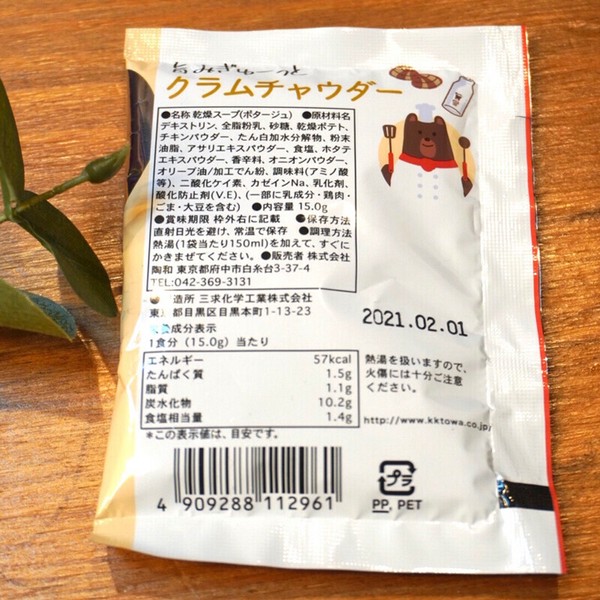 旨みぎゅーっと
クラムチャウダー
●名称 乾燥スープ(ポタージュ) ●原材料名
デキストリン、全脂粉乳、砂糖、乾燥ポテト、
チキンパウダー、たん白加水分解物、粉末
油脂、アサリエキスパウダー、食塩、ホタテ
エキスパウダー、香辛料、オニオンパウダー、
オリーブ油/加工でん粉、調味料(アミノ酸
等)、二酸化ケイ素、カゼインNa、乳化剤、
酸化防止剤(V.E)、(一部に乳成分・鶏肉・
ごま・大豆を含む) ●内容量 15.0g
●賞味期限 枠外右に記載 ●保存方法
直射日光を避け、常温で保存 ●調理方法
熱湯(1袋当たり150ml)を加えて、すぐに
かきまぜてください。 ●販売者 株式会社
陶和 東京都府中市白糸台3-37-4
TEL:042-369-3131
造所 三求化学工業株式会社
東 都目黒区目黒本町1-13-23
成分表示
1食分(15.0g)当たり
エネルギー 57kcal
たんぱく質 1.5g
脂質 1.1g
炭水化物 10.2g
食塩相当量 1.4g
*この表示値は、目安です。
2021.02.01
熱湯を扱いますので、
火傷には十分ご注意
ください。
http://www.kktowa.co.jp/
4 909288 112961
プラ
PP, PET